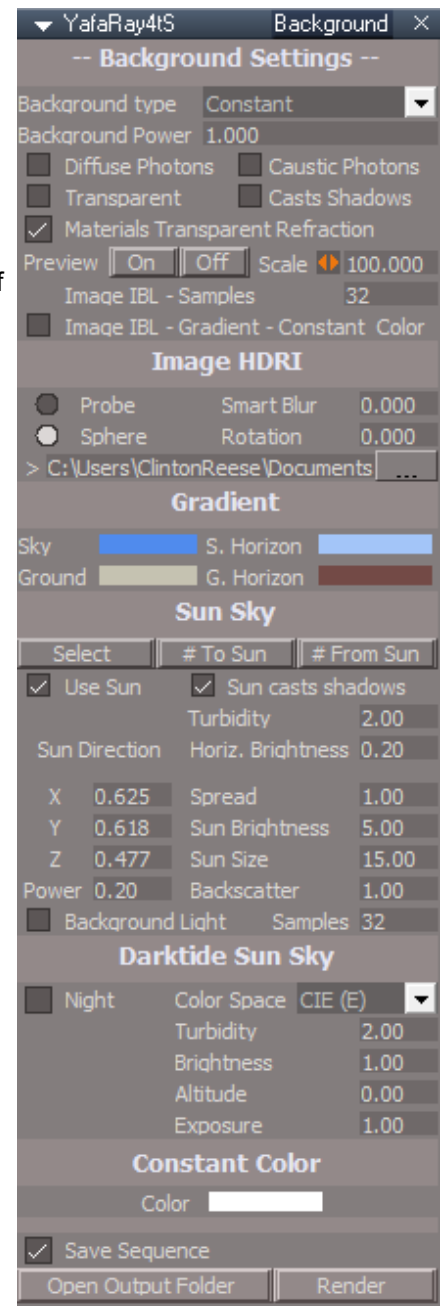 YafaRay4tS Background ×
-- Background Settings --
Background type Constant
Background Power 1.000
Diffuse Photons Caustic Photons
Transparent Casts Shadows
Materials Transparent Refraction
Preview On Off Scale 100.000
Image IBL - Samples 32
Image IBL - Gradient - Constant Color
Image HDRI
Probe Smart Blur 0.000
Sphere Rotation 0.000
> C:\Users\ClintonReese\Documents ...
Gradient
Sky S. Horizon
Ground G. Horizon
Sun Sky
Select # To Sun # From Sun
Use Sun Sun casts shadows
Turbidity 2.00
Sun Direction Horiz. Brightness 0.20
X 0.625 Spread 1.00
Y 0.618 Sun Brightness 5.00
Z 0.477 Sun Size 15.00
Power 0.20 Backscatter 1.00
Background Light Samples 32
Darktide Sun Sky
Night Color Space CIE (E)
Turbidity 2.00
Brightness 1.00
Altitude 0.00
Exposure 1.00
Constant Color
Color
Save Sequence
Open Output Folder Render